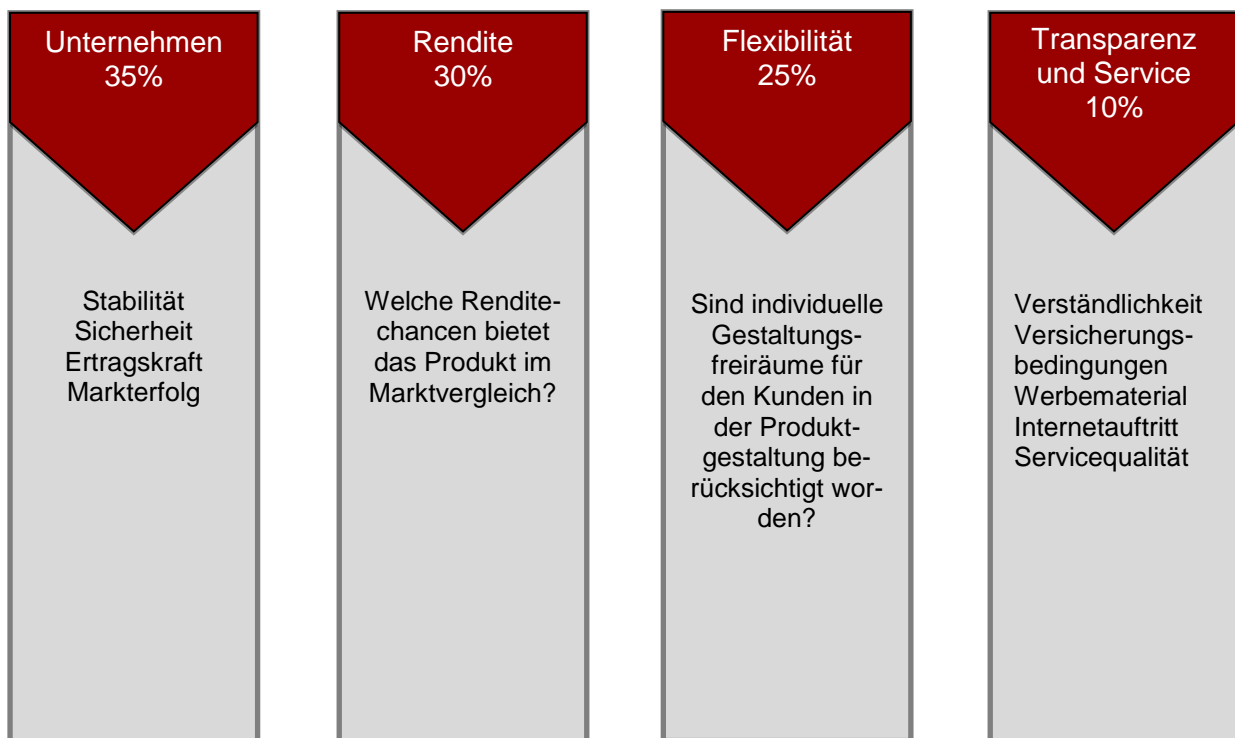 Unternehmen
35%
Stabilität
Sicherheit
Ertragskraft
Markterfolg
Rendite
30%
Welche Rendite-
chancen bietet
das Produkt im
Marktvergleich?
Flexibilität
25%
Sind individuelle
Gestaltungs-
freiräume für
den Kunden in
der Produkt-
gestaltung be-
rücksichtigt wor-
den?
Transparenz
und Service
10%
Verständlichkeit
Versicherungs-
bedingungen
Werbematerial
Internetauftritt
Servicequalität